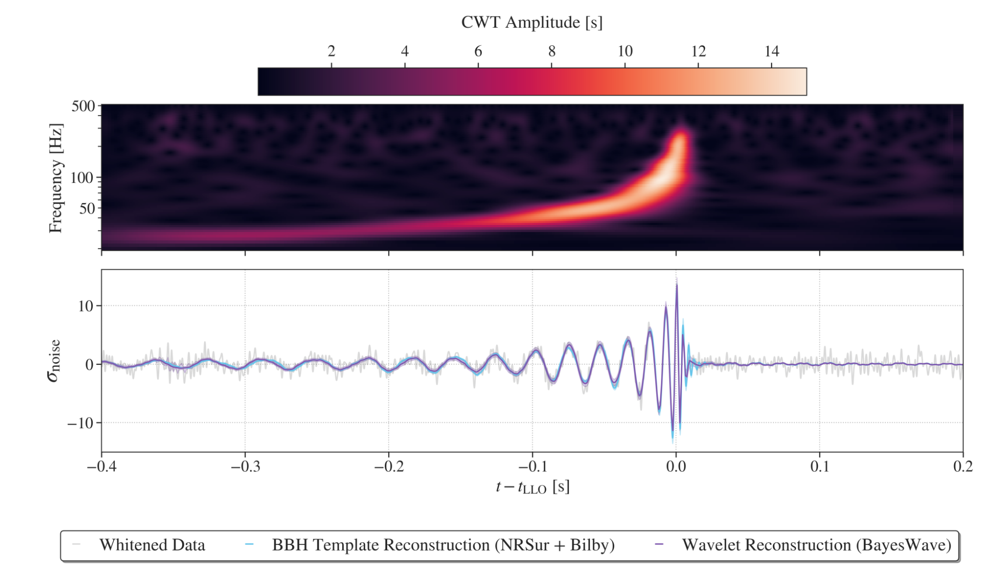 CWT Amplitude [s]
2 4 6 8 10 12 14
Frequency [Hz]
500
100
50
σnoise
10
0
−10
−0.4 −0.3 −0.2 −0.1 0.0 0.1 0.2
t − tLLO [s]
Whitened Data BBH Template Reconstruction (NRSur + Bilby) Wavelet Reconstruction (BayesWave)